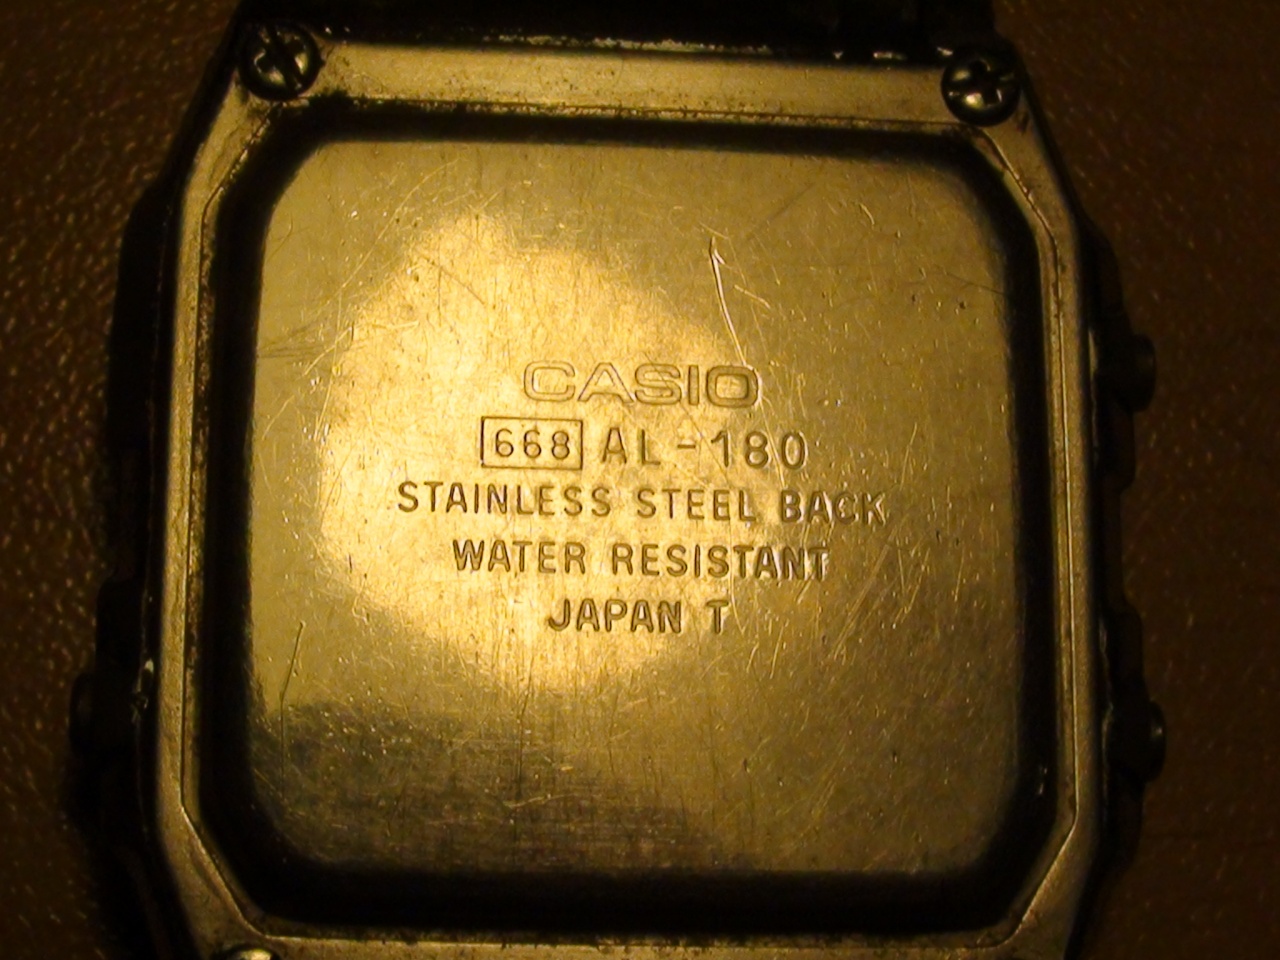 CASIO
668 AL-180
STAINLESS STEEL BACK
WATER RESISTANT
JAPAN T